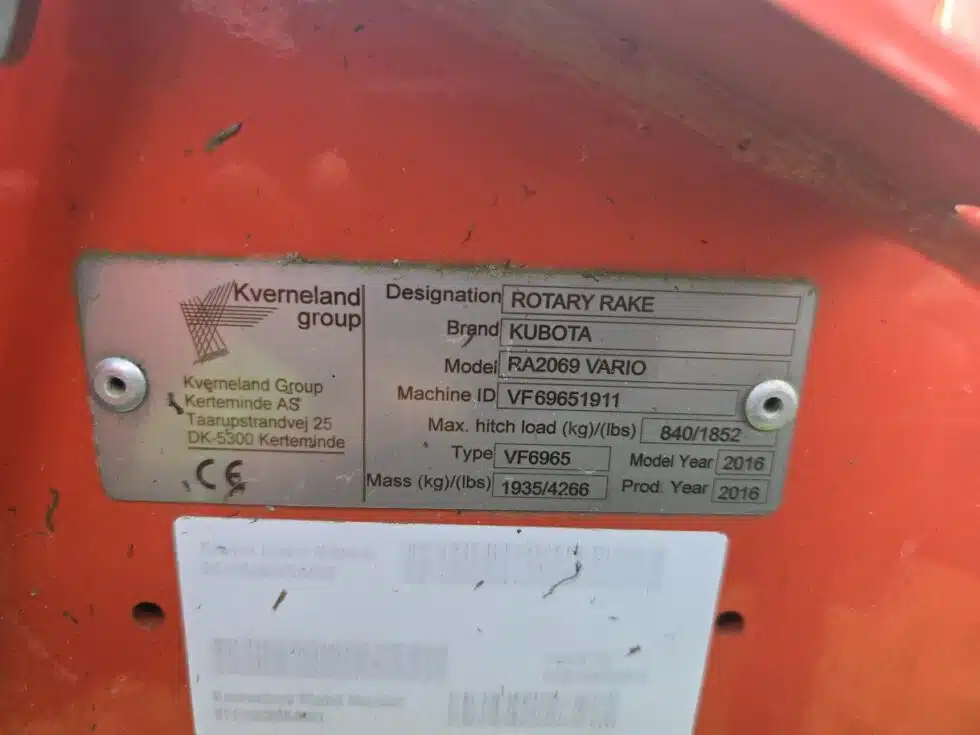 Kverneland
group
Kverneland Group
Kerteminde AS
Taarupstrandvej 25
DK-5300 Kerteminde
CE
Designation ROTARY RAKE
Brand KUBOTA
Model RA2069 VARIO
Machine ID VF69651911
Max. hitch load (kg)/(lbs) 840/1852
Type VF6965 Model Year 2016
Mass (kg)/(lbs) 1935/4266 Prod. Year 2016